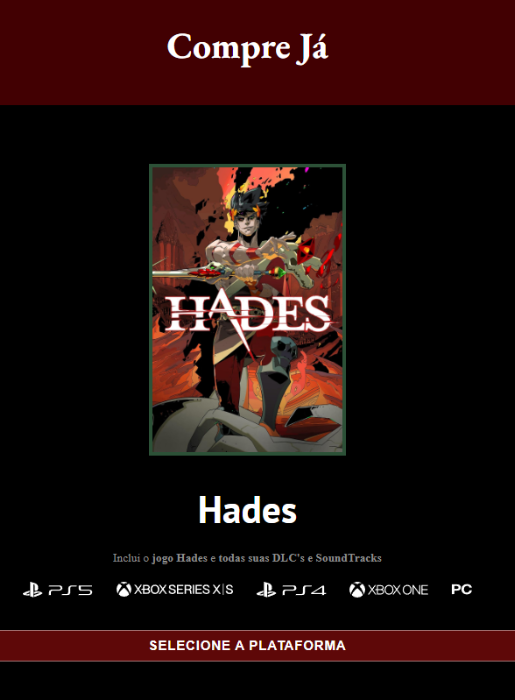 Compre Já
HADES
Hades
Inclui o jogo Hades e todas suas DLC's e SoundTracks
PS5 XBOX SERIES X|S PS4 XBOX ONE PC
SELECIONE A PLATAFORMA